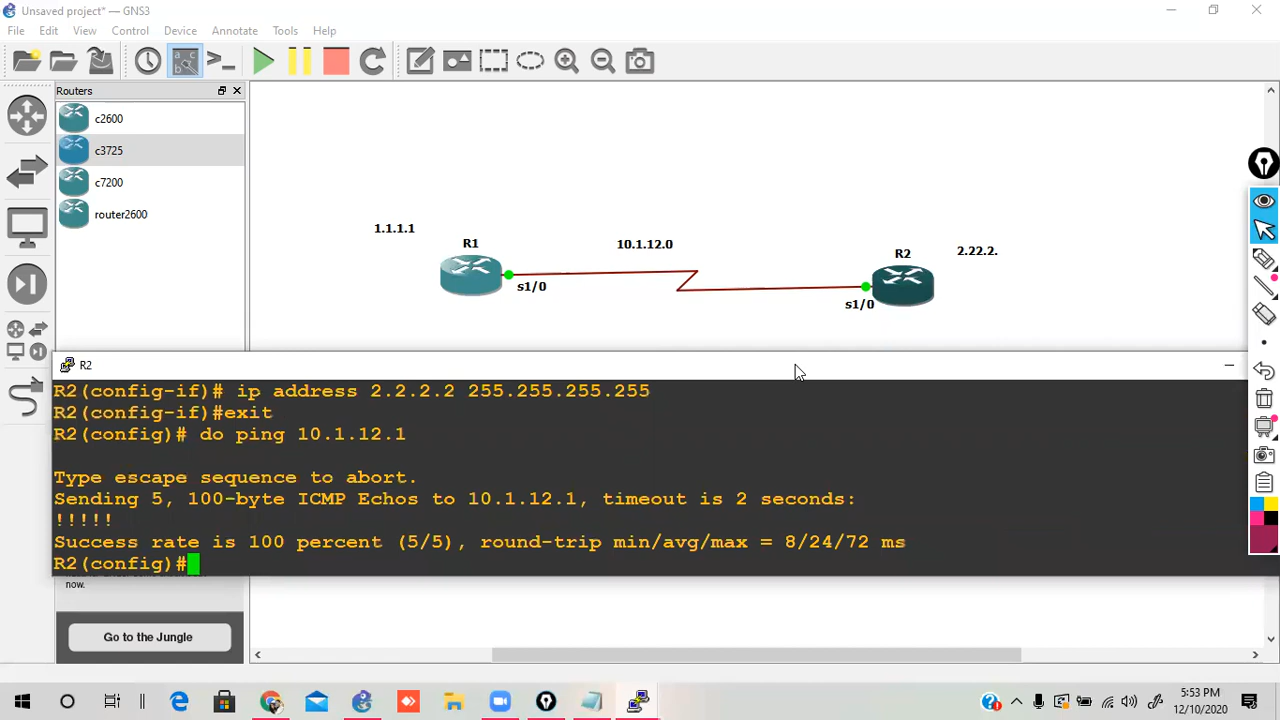 Unsaved project* — GNS3
File Edit View Control Device Annotate Tools Help
Routers
c2600
c3725
c7200
router2600
1.1.1.1
R1
s1/0
10.1.12.0
R2
s1/0
2.22.2.
R2
R2(config-if)# ip address 2.2.2.2 255.255.255.255
R2(config-if)#exit
R2(config)# do ping 10.1.12.1
Type escape sequence to abort.
Sending 5, 100-byte ICMP Echos to 10.1.12.1, timeout is 2 seconds:
!!!!!
Success rate is 100 percent (5/5), round-trip min/avg/max = 8/24/72 ms
R2(config)#
now.
Go to the Jungle
5:53 PM
12/10/2020